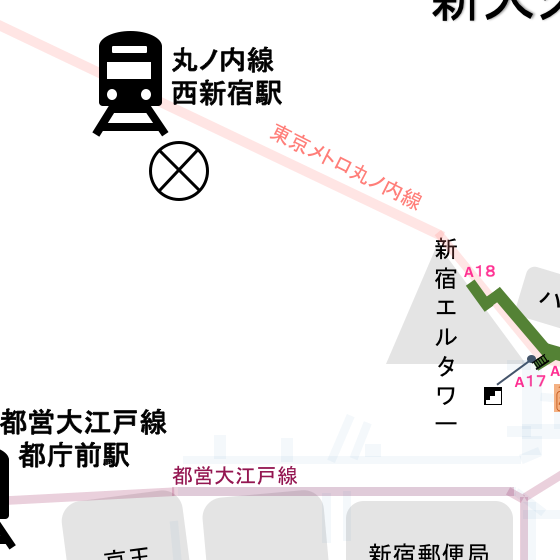 新大
丸ノ内線
西新宿駅
東京メトロ丸ノ内線
新宿エルタワー
A18
A17
都営大江戸線
都庁前駅
都営大江戸線
京王
新宿郵便局